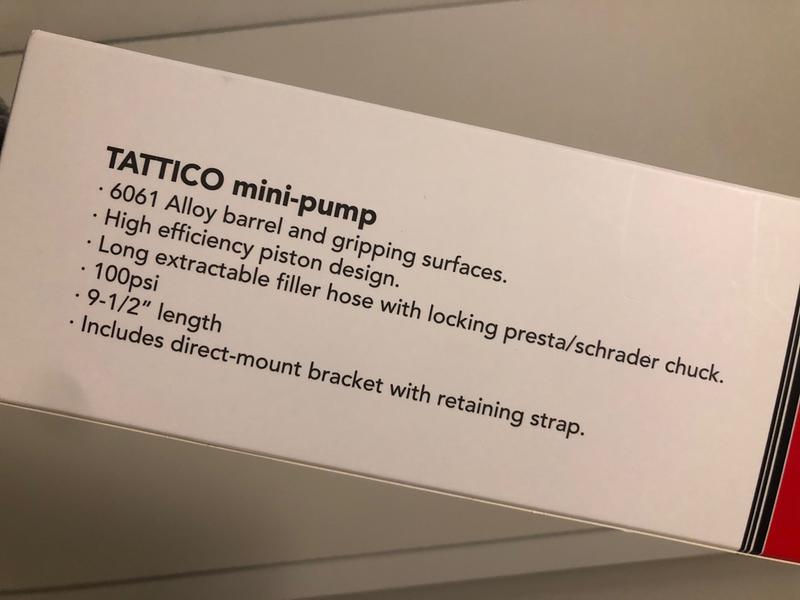 TATTICO mini-pump
· 6061 Alloy barrel and gripping surfaces.
· High efficiency piston design.
· Long extractable filler hose with locking presta/schrader chuck.
· 100psi
· 9-1/2” length
· Includes direct-mount bracket with retaining strap.